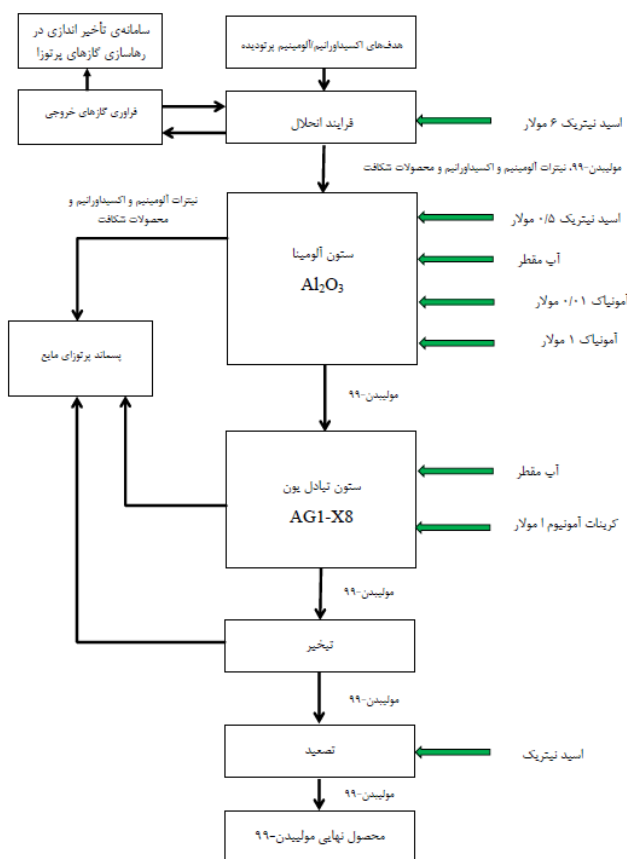 سامانه‌ی تأخیر اندازی در
رهاسازی گازهای پرتوزا
هدف‌های اکسیداورانیم/آلومینیم پرتودیده
فراوری گازهای خروجی
فرایند انحلال
اسید نیتریک ۶ مولار
مولیبدن-۹۹، نیترات آلومینیم و اکسیداورانیم و محصولات شکافت
نیترات آلومینیم و اکسیداورانیم و
محصولات شکافت
ستون آلومینا
Al2O3
اسید نیتریک ۰/۵ مولار
آب مقطر
آمونیاک ۰/۰۱ مولار
آمونیاک ۱ مولار
پسماند پرتوزای مایع
مولیبدن-۹۹
ستون تبادل یون
AG1-X8
آب مقطر
کربنات آمونیوم ا مولار
مولیبدن-۹۹
تبخیر
مولیبدن-۹۹
تصعید
اسید نیتریک
مولیبدن-۹۹
محصول نهایی مولیبدن-۹۹